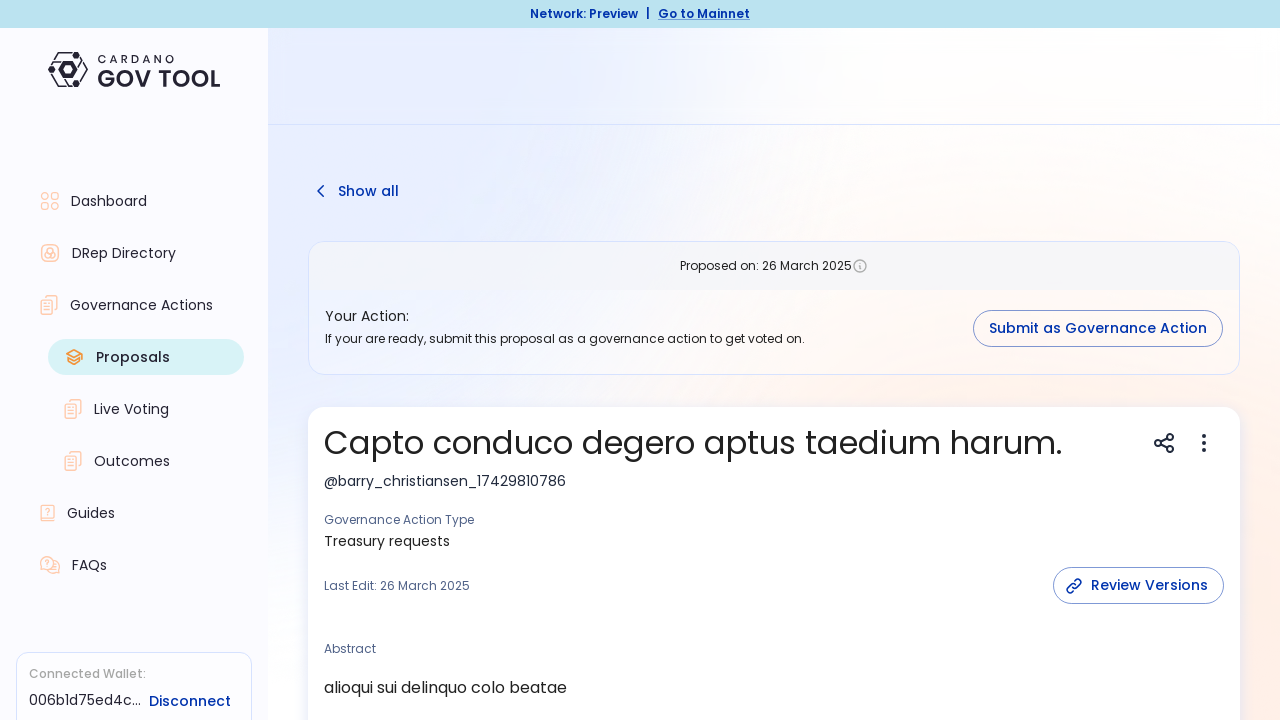 Network: Preview | Go to Mainnet
CARDANO
GOV TOOL
Dashboard
DRep Directory
Governance Actions
Proposals
Live Voting
Outcomes
Guides
FAQs
Connected Wallet:
006b1d75ed4c... Disconnect
Show all
Proposed on: 26 March 2025
Your Action:
If your are ready, submit this proposal as a governance action to get voted on.
Submit as Governance Action
Capto conduco degero aptus taedium harum.
@barry_christiansen_17429810786
Governance Action Type
Treasury requests
Last Edit: 26 March 2025
Review Versions
Abstract
alioqui sui delinquo colo beatae